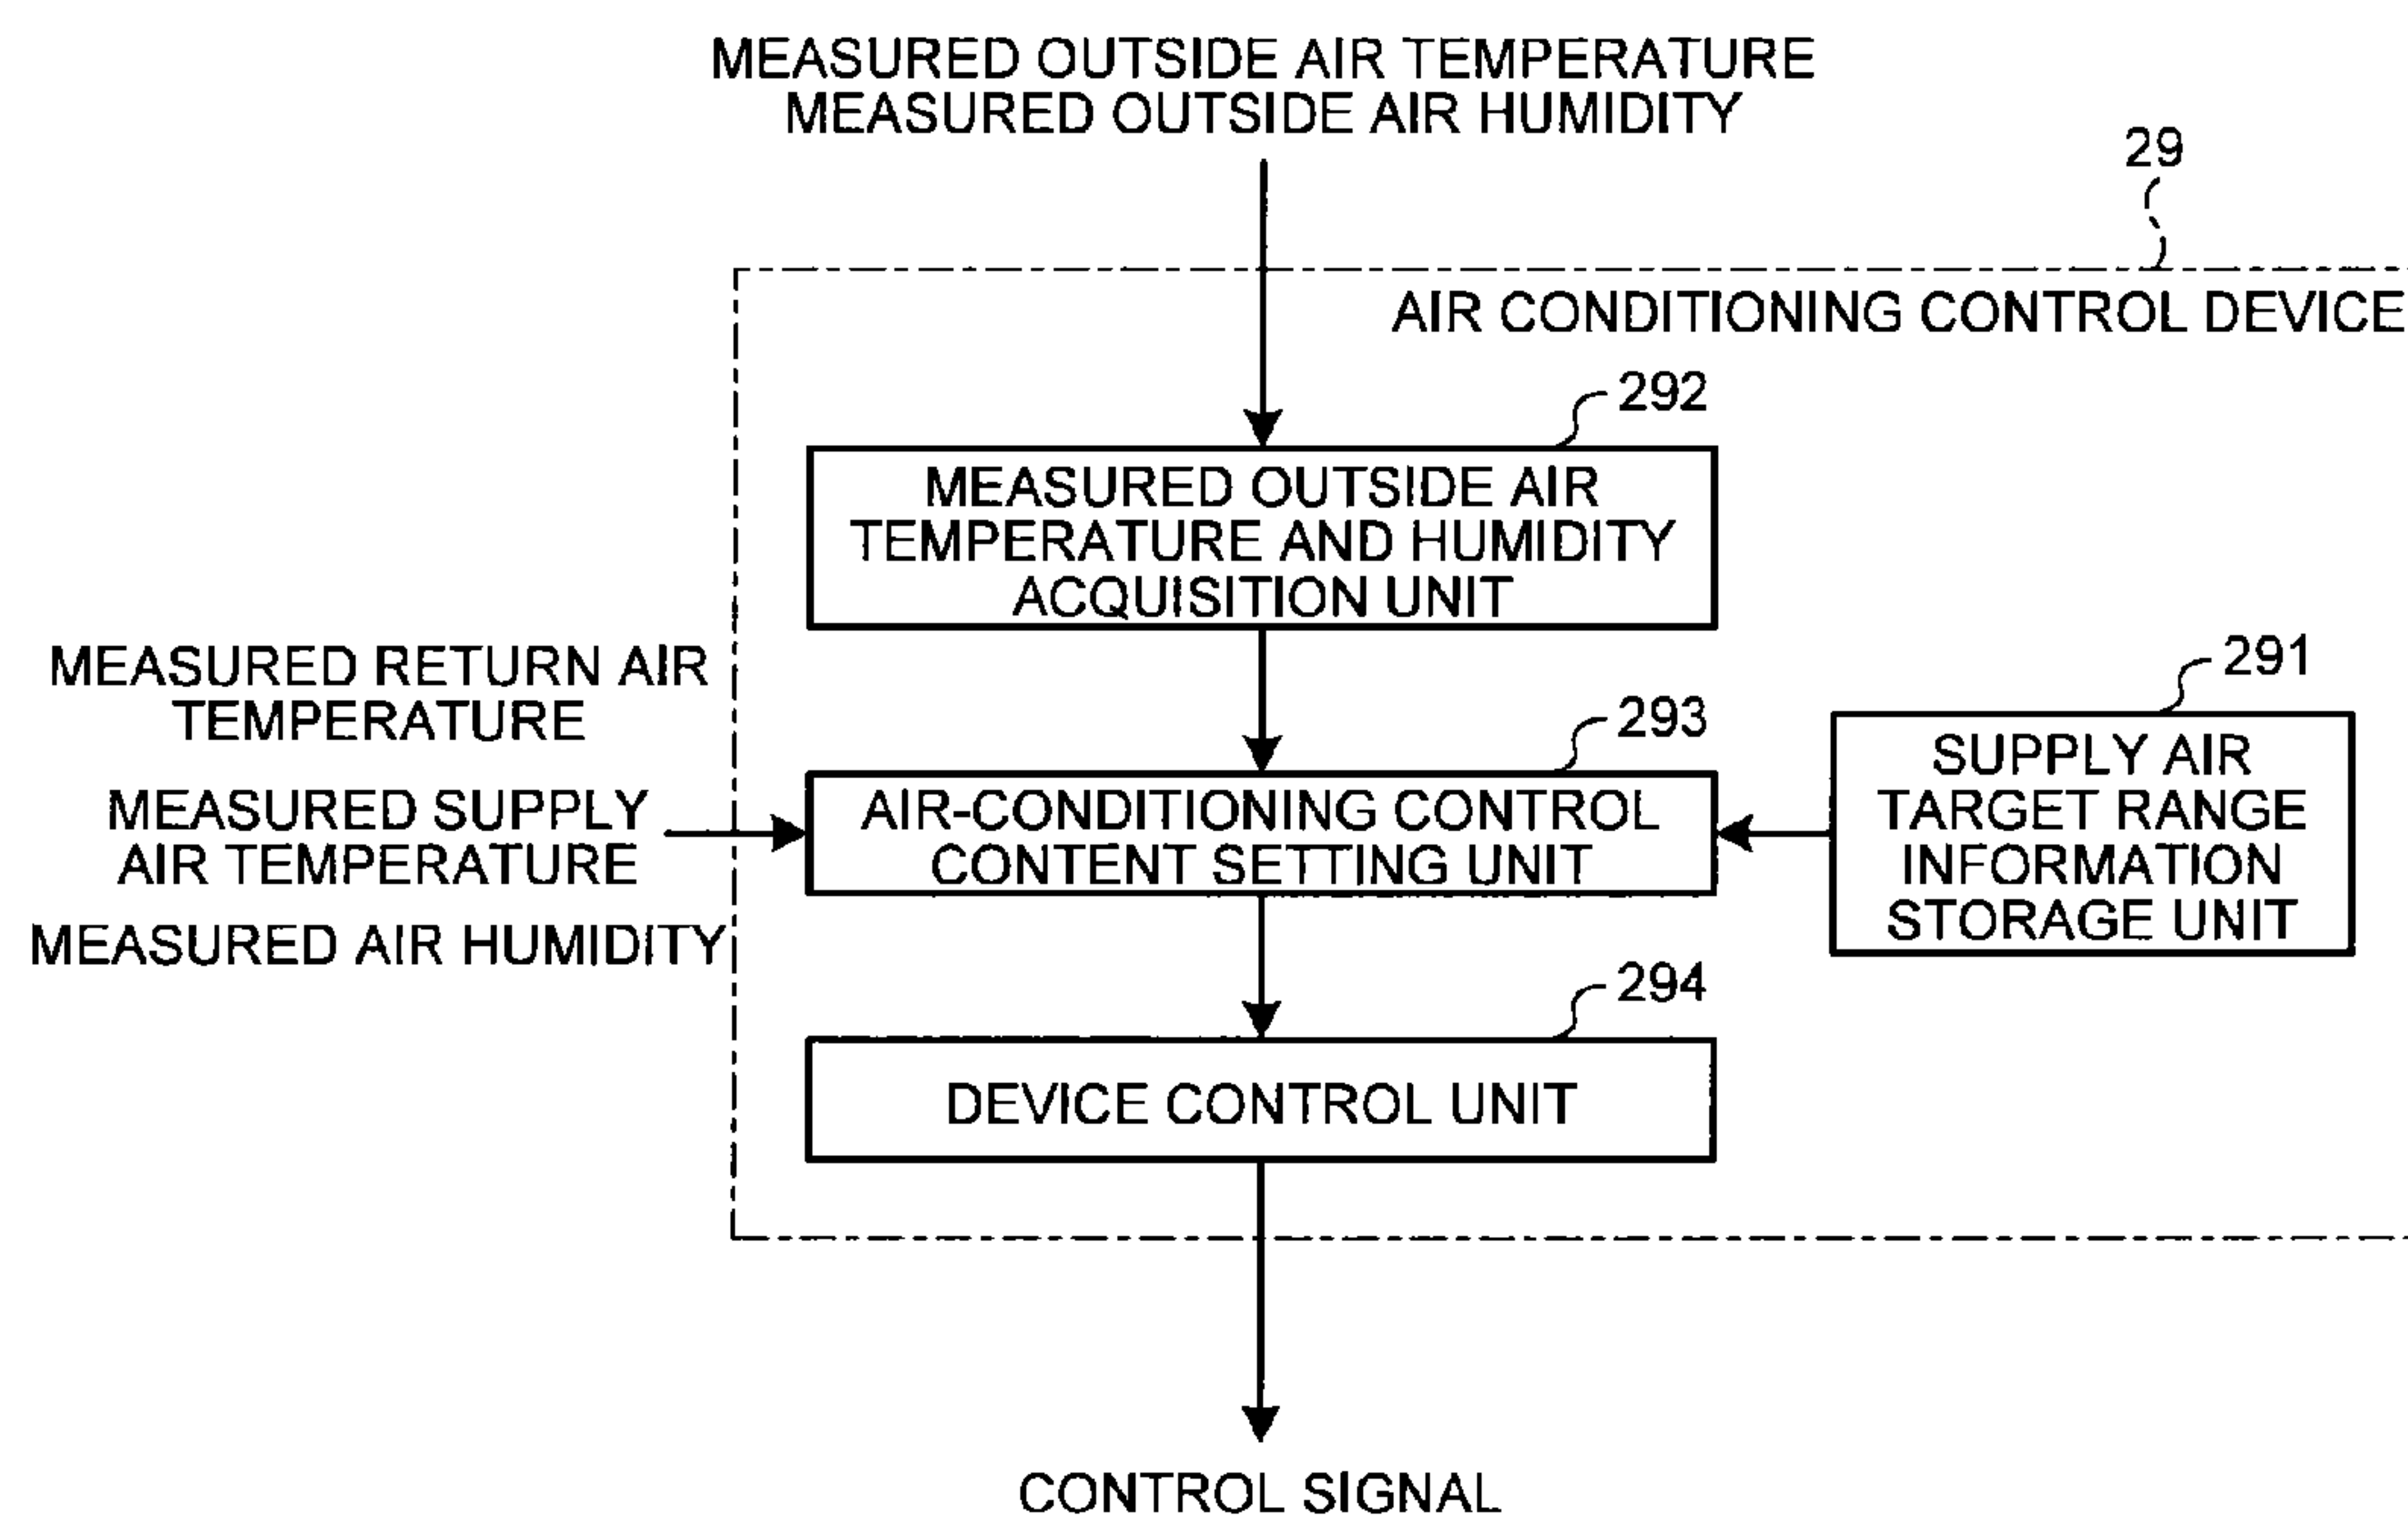 MEASURED OUTSIDE AIR TEMPERATURE
MEASURED OUTSIDE AIR HUMIDITY
29
AIR CONDITIONING CONTROL DEVICE
292
MEASURED OUTSIDE AIR
TEMPERATURE AND HUMIDITY
ACQUISITION UNIT
MEASURED RETURN AIR
TEMPERATURE
MEASURED SUPPLY
AIR TEMPERATURE
MEASURED AIR HUMIDITY
293
AIR-CONDITIONING CONTROL
CONTENT SETTING UNIT
291
SUPPLY AIR
TARGET RANGE
INFORMATION
STORAGE UNIT
294
DEVICE CONTROL UNIT
CONTROL SIGNAL